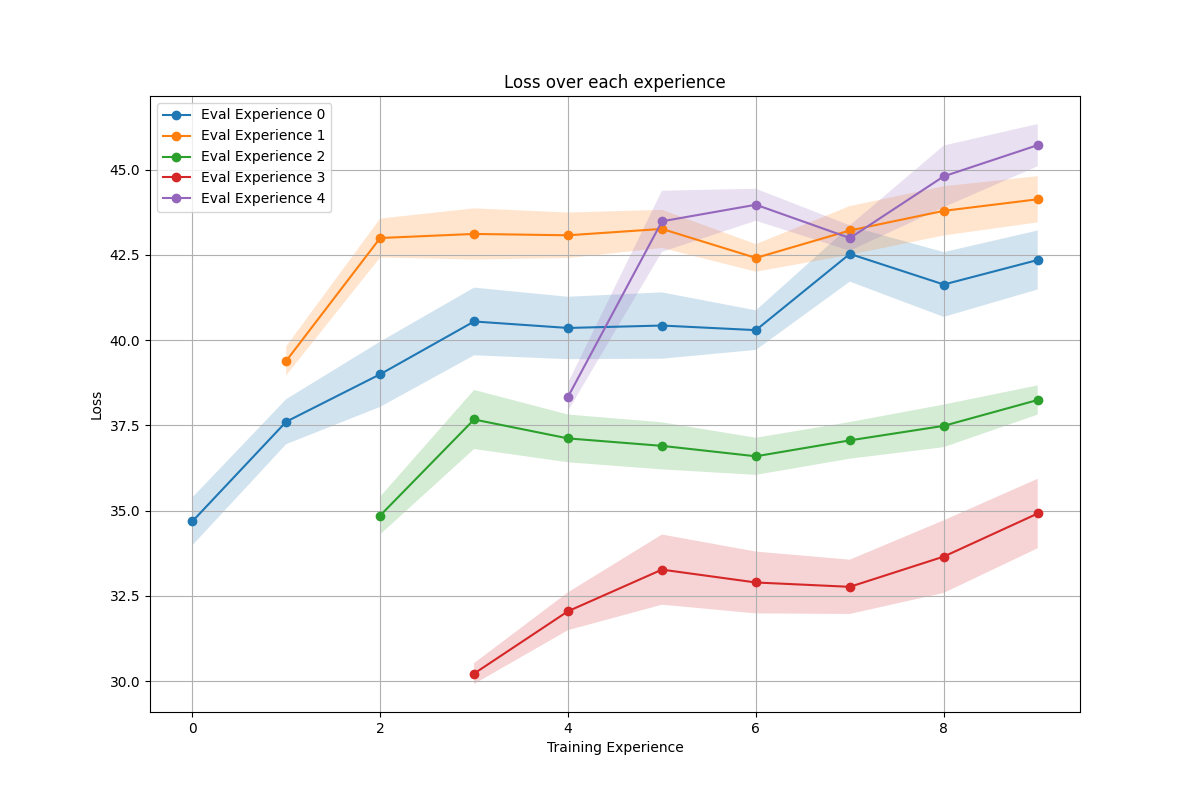 Loss over each experience
Eval Experience 0
Eval Experience 1
Eval Experience 2
Eval Experience 3
Eval Experience 4
45.0
42.5
40.0
37.5
35.0
32.5
30.0
Loss
0 2 4 6 8
Training Experience